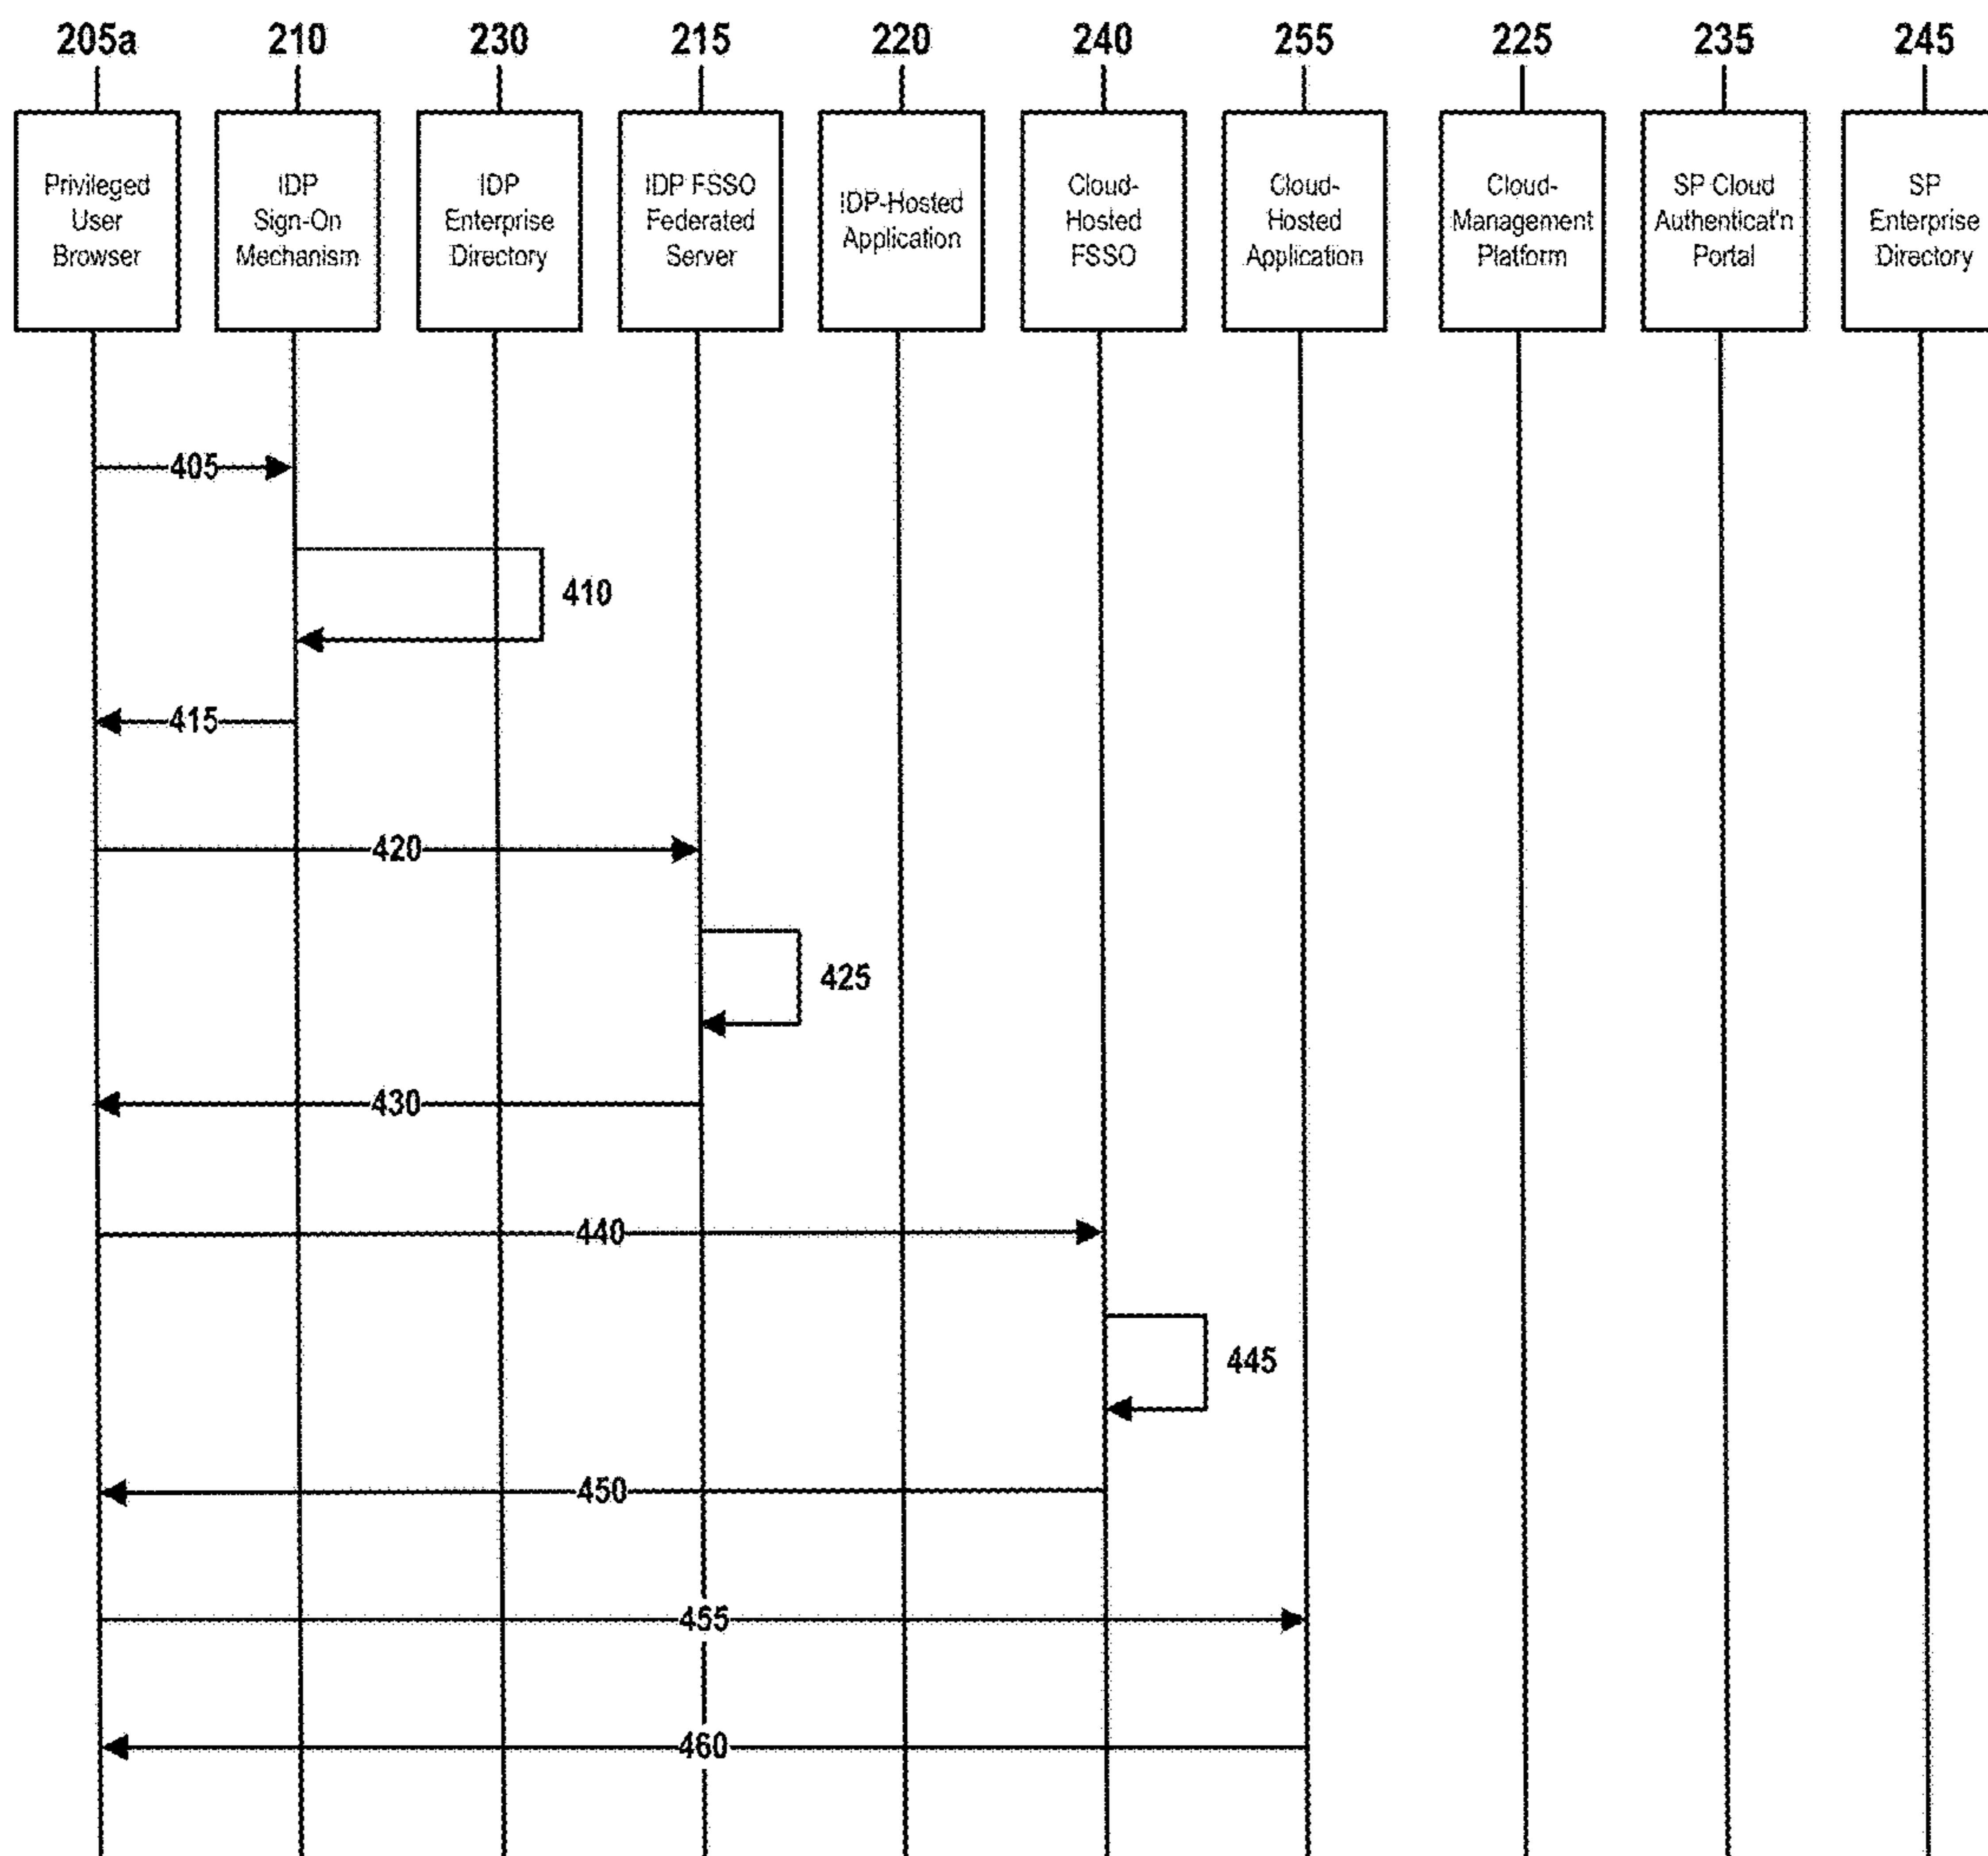 205a
210
230
215
220
240
255
225
235
245
Privileged
User
Browser
IDP
Sign-On
Mechanism
IDP
Enterprise
Directory
IDP FSSO
Federated
Server
IDP-Hosted
Application
Cloud-
Hosted
FSSO
Cloud-
Hosted
Application
Cloud-
Management
Platform
SP Cloud
Authenticat'n
Portal
SP
Enterprise
Directory
405
410
415
420
425
430
440
445
450
455
460